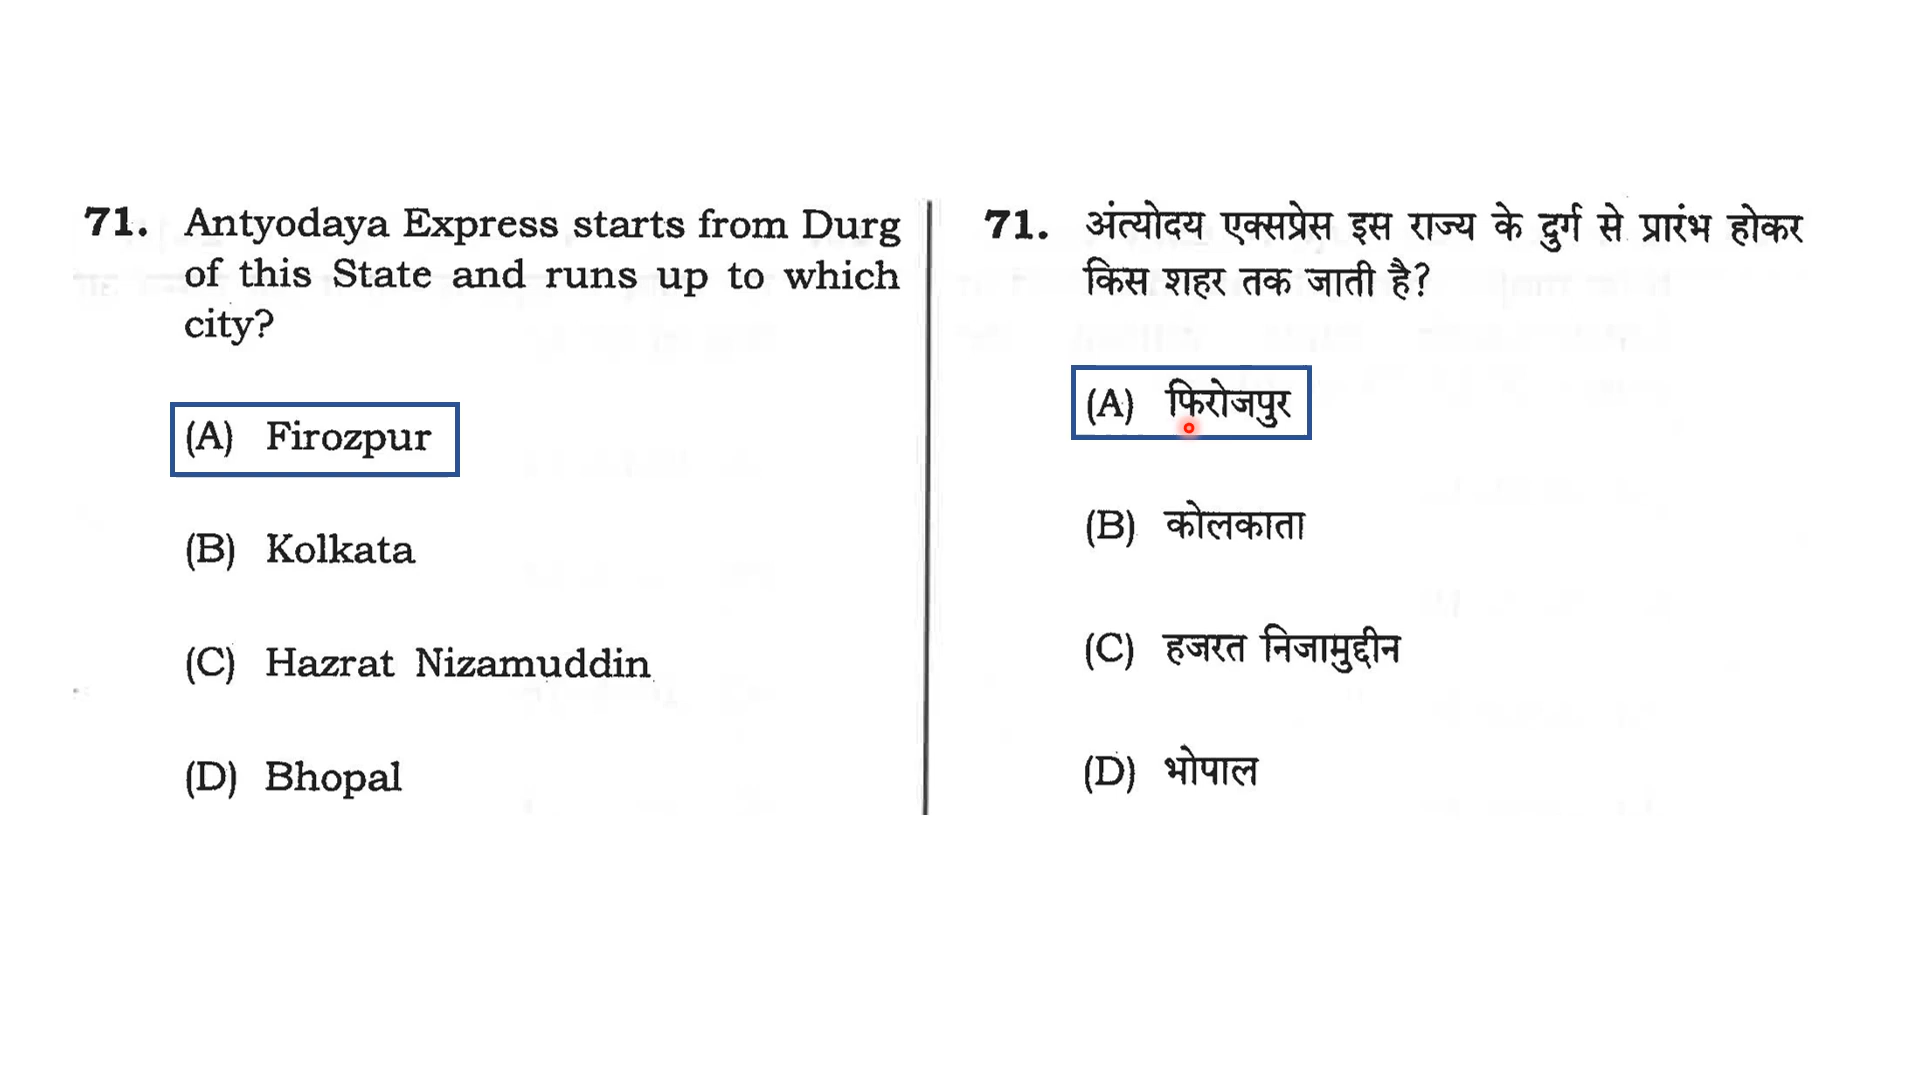 71. Antyodaya Express starts from Durg
of this State and runs up to which
city?
(A) Firozpur
(B) Kolkata
(C) Hazrat Nizamuddin
(D) Bhopal
71. अंत्योदय एक्सप्रेस इस राज्य के दुर्ग से प्रारंभ होकर
किस शहर तक जाती है?
(A) फिरोजपुर
(B) कोलकाता
(C) हजरत निजामुद्दीन
(D) भोपाल